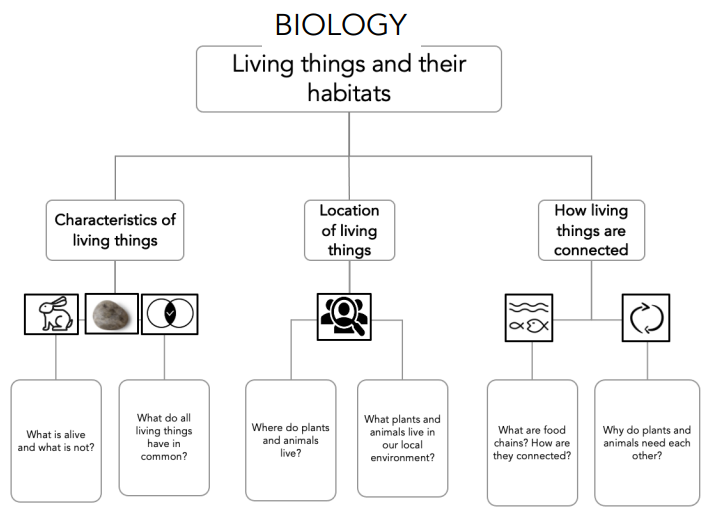 BIOLOGY
Living things and their
habitats
Characteristics of
living things
Location
of living
things
How living
things are
connected
What is alive
and what is not?
What do all
living things
have in
common?
Where do plants
and animals
live?
What plants and
animals live in
our local
environment?
What are food
chains? How are
they connected?
Why do plants and
animals need each
other?